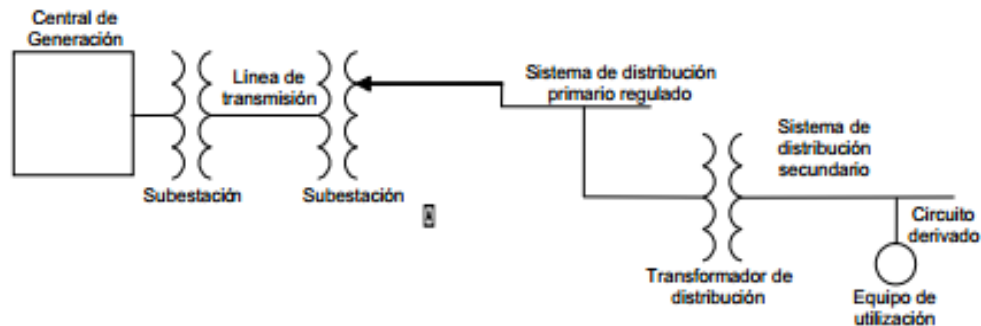 Central de
Generación
Linea de
transmisión
Subestación
Subestación
Sistema de distribución
primario regulado
Sistema de
distribución
secundario
Transformador de
distribución
Circuito
derivado
Equipo de
utilización